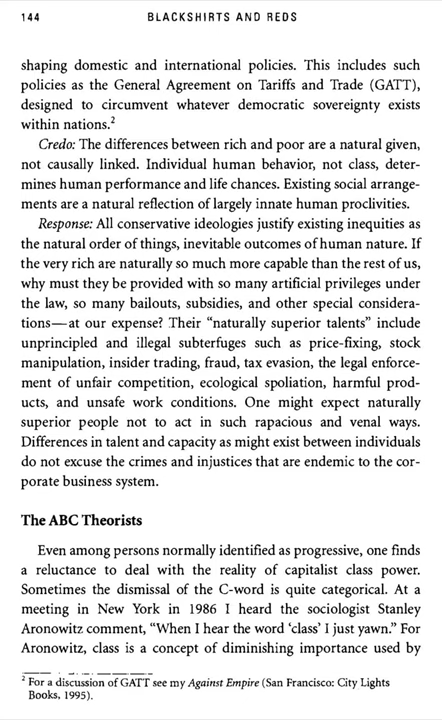 144 BLACKSHIRTS AND REDS
shaping domestic and international policies. This includes such
policies as the General Agreement on Tariffs and Trade (GATT),
designed to circumvent whatever democratic sovereignty exists
within nations.²
Credo: The differences between rich and poor are a natural given,
not causally linked. Individual human behavior, not class, deter-
mines human performance and life chances. Existing social arrange-
ments are a natural reflection of largely innate human proclivities.
Response: All conservative ideologies justify existing inequities as
the natural order of things, inevitable outcomes of human nature. If
the very rich are naturally so much more capable than the rest of us,
why must they be provided with so many artificial privileges under
the law, so many bailouts, subsidies, and other special considera-
tions—at our expense? Their “naturally superior talents” include
unprincipled and illegal subterfuges such as price-fixing, stock
manipulation, insider trading, fraud, tax evasion, the legal enforce-
ment of unfair competition, ecological spoliation, harmful prod-
ucts, and unsafe work conditions. One might expect naturally
superior people not to act in such rapacious and venal ways.
Differences in talent and capacity as might exist between individuals
do not excuse the crimes and injustices that are endemic to the cor-
porate business system.
The ABC Theorists
Even among persons normally identified as progressive, one finds
a reluctance to deal with the reality of capitalist class power.
Sometimes the dismissal of the C-word is quite categorical. At a
meeting in New York in 1986 I heard the sociologist Stanley
Aronowitz comment, “When I hear the word ‘class’ I just yawn.” For
Aronowitz, class is a concept of diminishing importance used by
² For a discussion of GATT see my Against Empire (San Francisco: City Lights
Books, 1995).